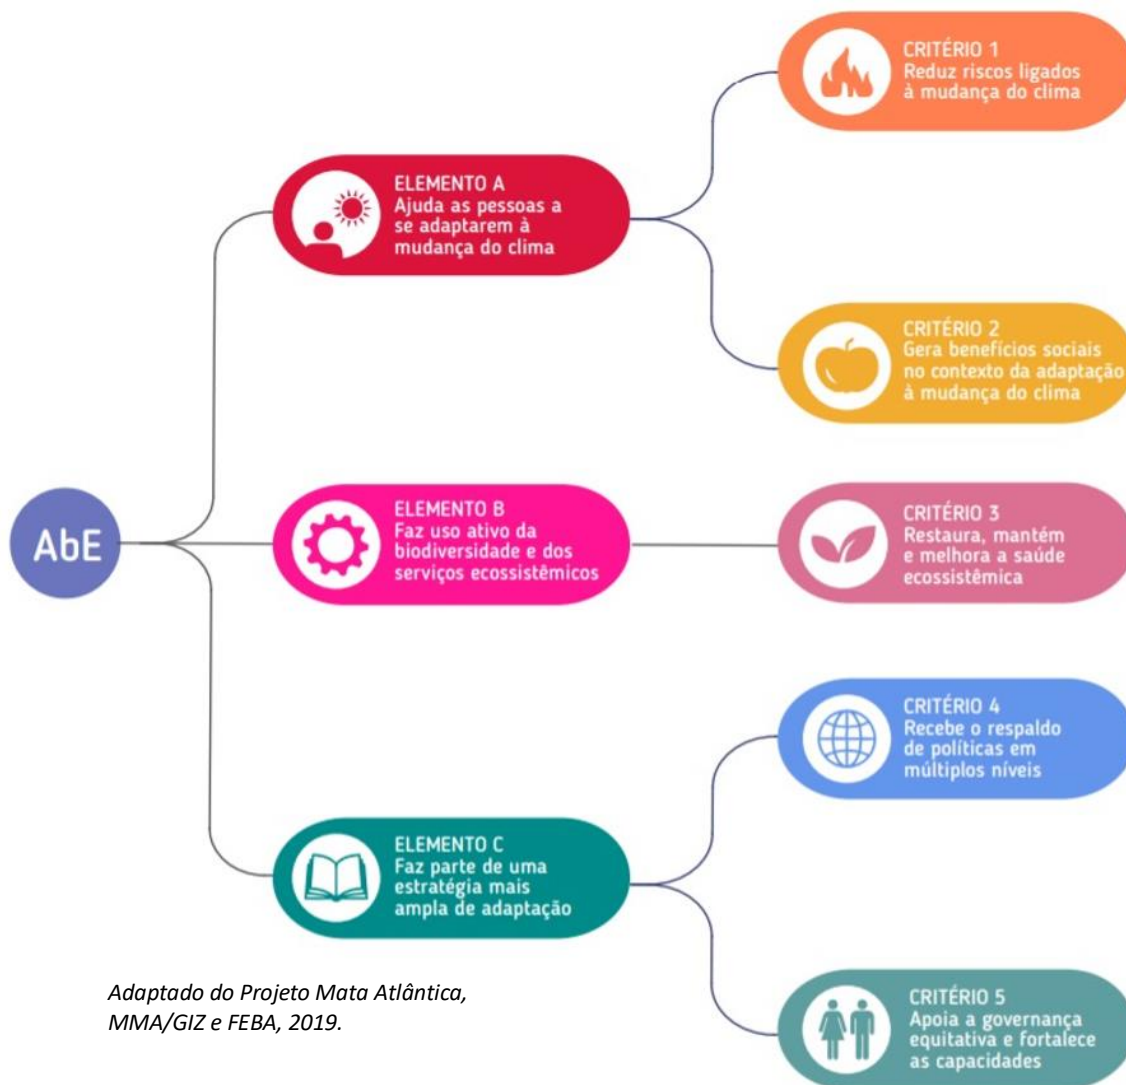 CRITÉRIO 1
Reduz riscos ligados
à mudança do clima
ELEMENTO A
Ajuda as pessoas a
se adaptarem à
mudança do clima
CRITÉRIO 2
Gera benefícios sociais
no contexto da adaptação
à mudança do clima
AbE
ELEMENTO B
Faz uso ativo da
biodiversidade e dos
serviços ecossistêmicos
CRITÉRIO 3
Restaura, mantém
e melhora a saúde
ecossistêmica
CRITÉRIO 4
Recebe o respaldo
de políticas em
múltiplos níveis
ELEMENTO C
Faz parte de uma
estratégia mais
ampla de adaptação
CRITÉRIO 5
Apoia a governança
equitativa e fortalece
as capacidades
Adaptado do Projeto Mata Atlântica,
MMA/GIZ e FEBA, 2019.